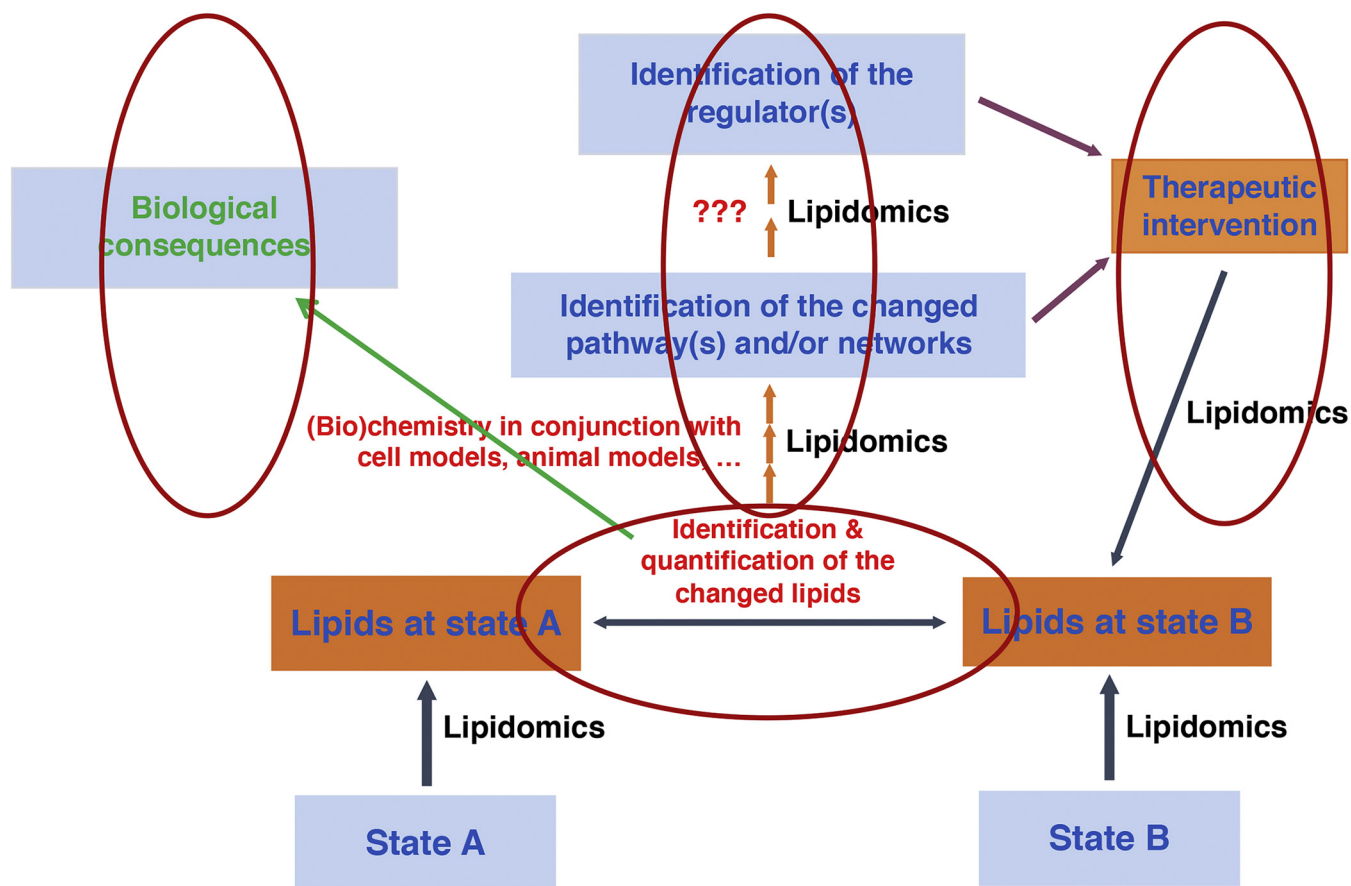 Identification of the
regulator(s)
Biological
consequences
Therapeutic
intervention
???
Lipidomics
Identification of the changed
pathway(s) and/or networks
Lipidomics
(Bio)chemistry in conjunction with
cell models, animal models, …
Lipidomics
Identification &
quantification of the
changed lipids
Lipids at state A
Lipids at state B
Lipidomics
Lipidomics
State A
State B